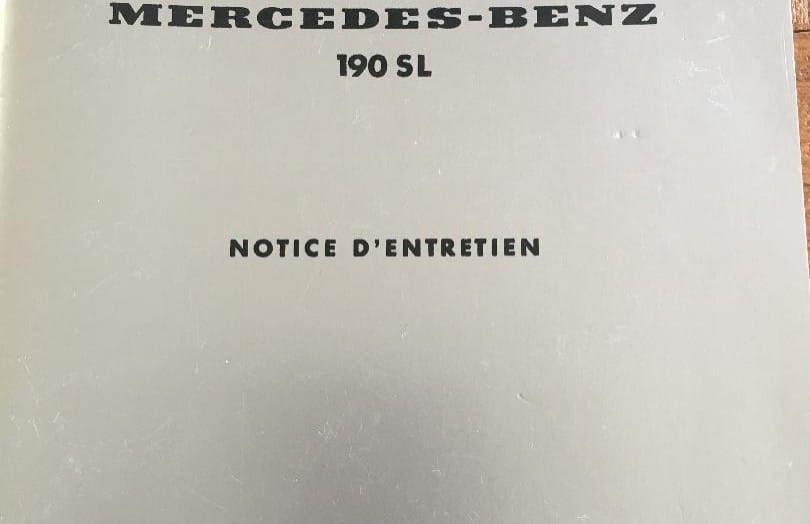 MERCEDES-BENZ
190 SL
NOTICE D'ENTRETIEN